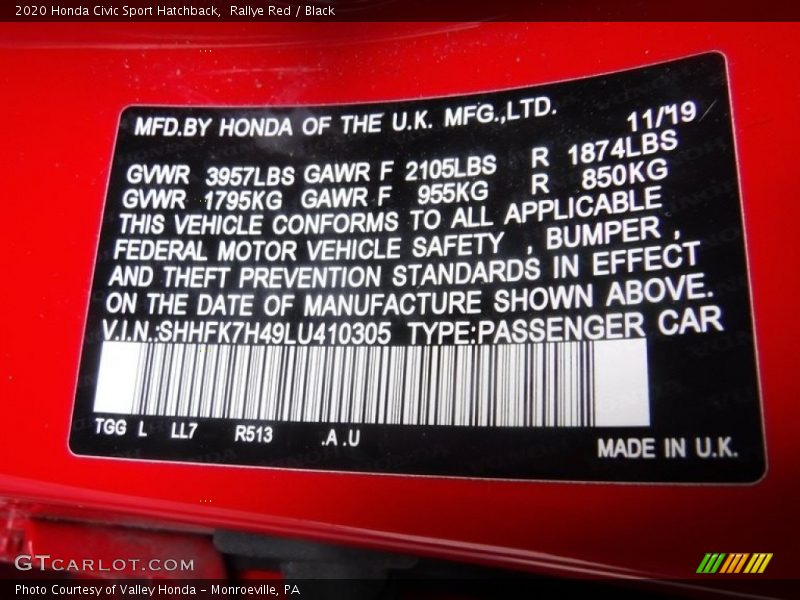 2020 Honda Civic Sport Hatchback,  Rallye Red / Black
MFD.BY HONDA OF THE U.K. MFG.,LTD.
11/'19
GVWR 3957LBS GAWR F 2105LBS R 1874LBS
GVWR 1795KG GAWR F 955KG R 850KG
THIS VEHICLE CONFORMS TO ALL APPLICABLE
FEDERAL MOTOR VEHICLE SAFETY , BUMPER ,
AND THEFT PREVENTION STANDARDS IN EFFECT
ON THE DATE OF MANUFACTURE SHOWN ABOVE.
V.I.N.:SHHFK7H49LU410305 TYPE:PASSENGER CAR
TGG L LL7 R513 .A .U
MADE IN U.K.
GTCARLOT.COM
Photo Courtesy of Valley Honda - Monroeville, PA